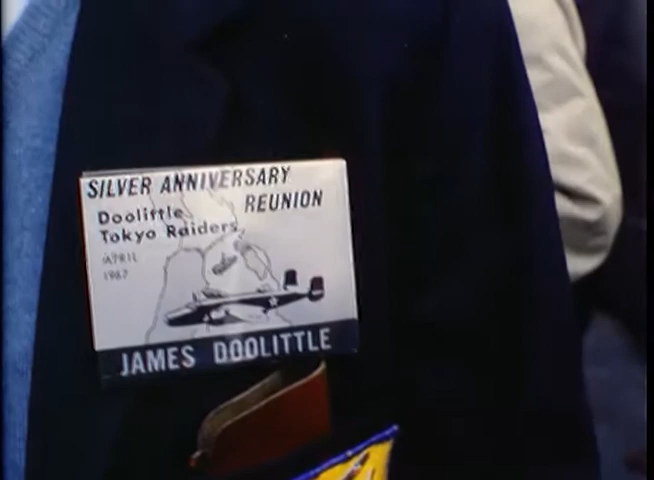 SILVER ANNIVERSARY
REUNION
Doolittle
Tokyo Raiders
APRIL
1967
JAMES DOOLITTLE